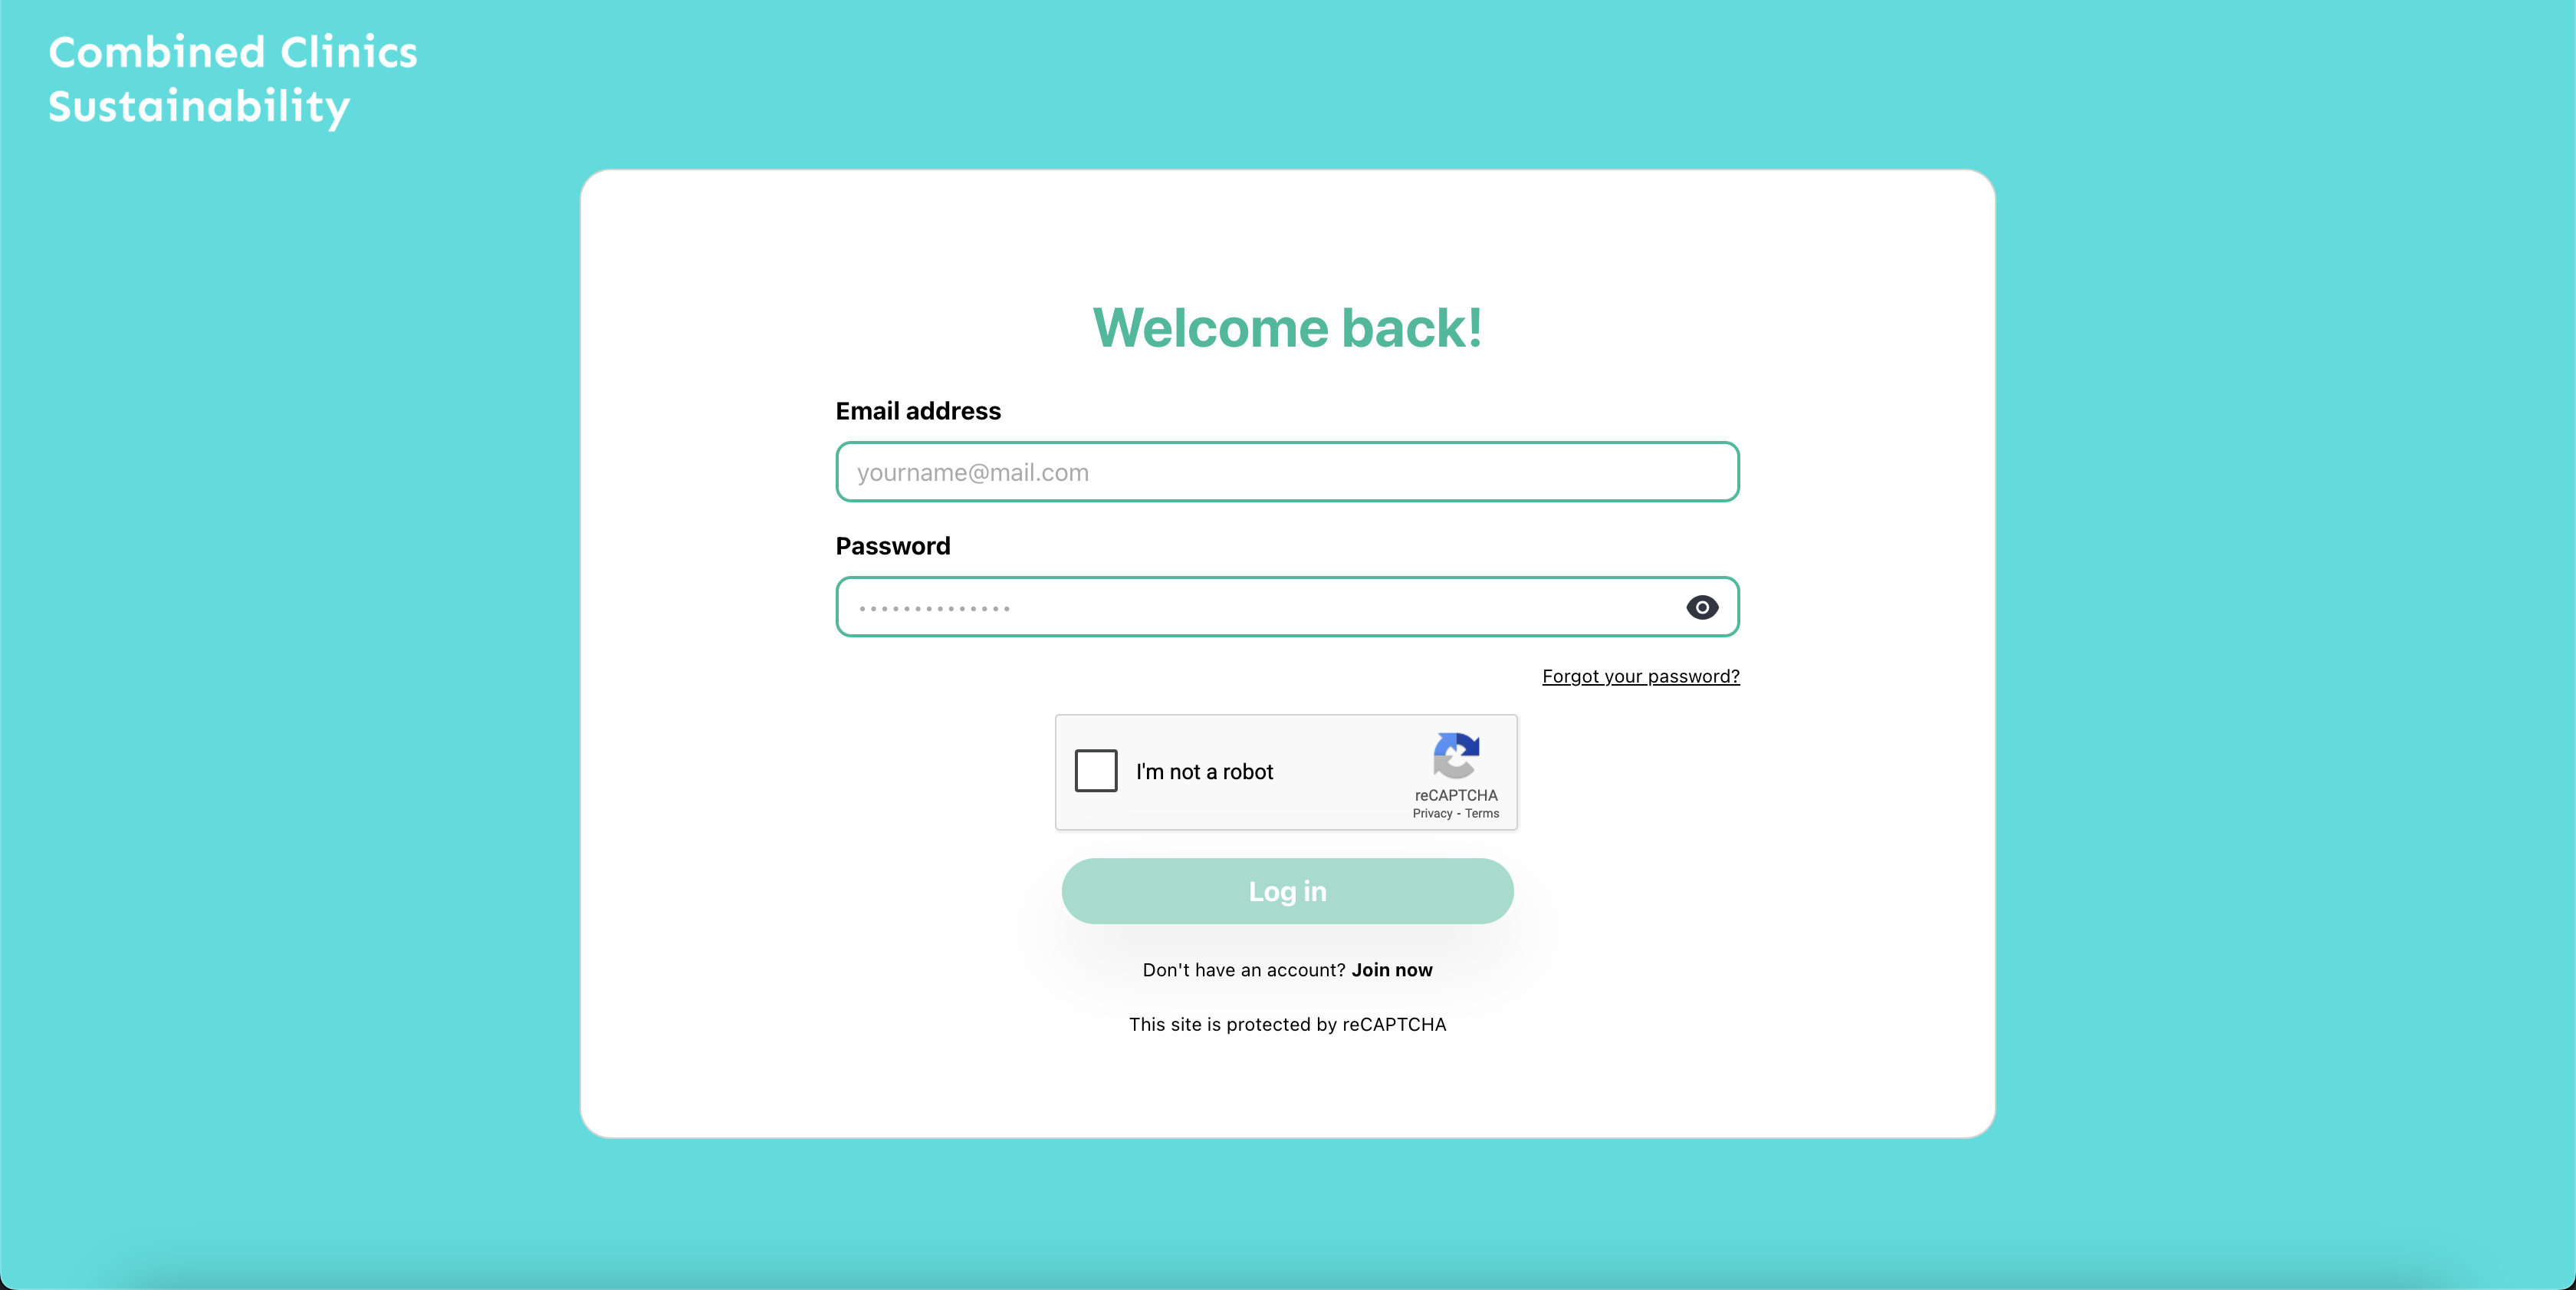 Combined Clinics
Sustainability
Welcome back!
Email address
yourname@mail.com
Password
••••••••••••••
Forgot your password?
I'm not a robot
reCAPTCHA
Privacy - Terms
Log in
Don't have an account? Join now
This site is protected by reCAPTCHA